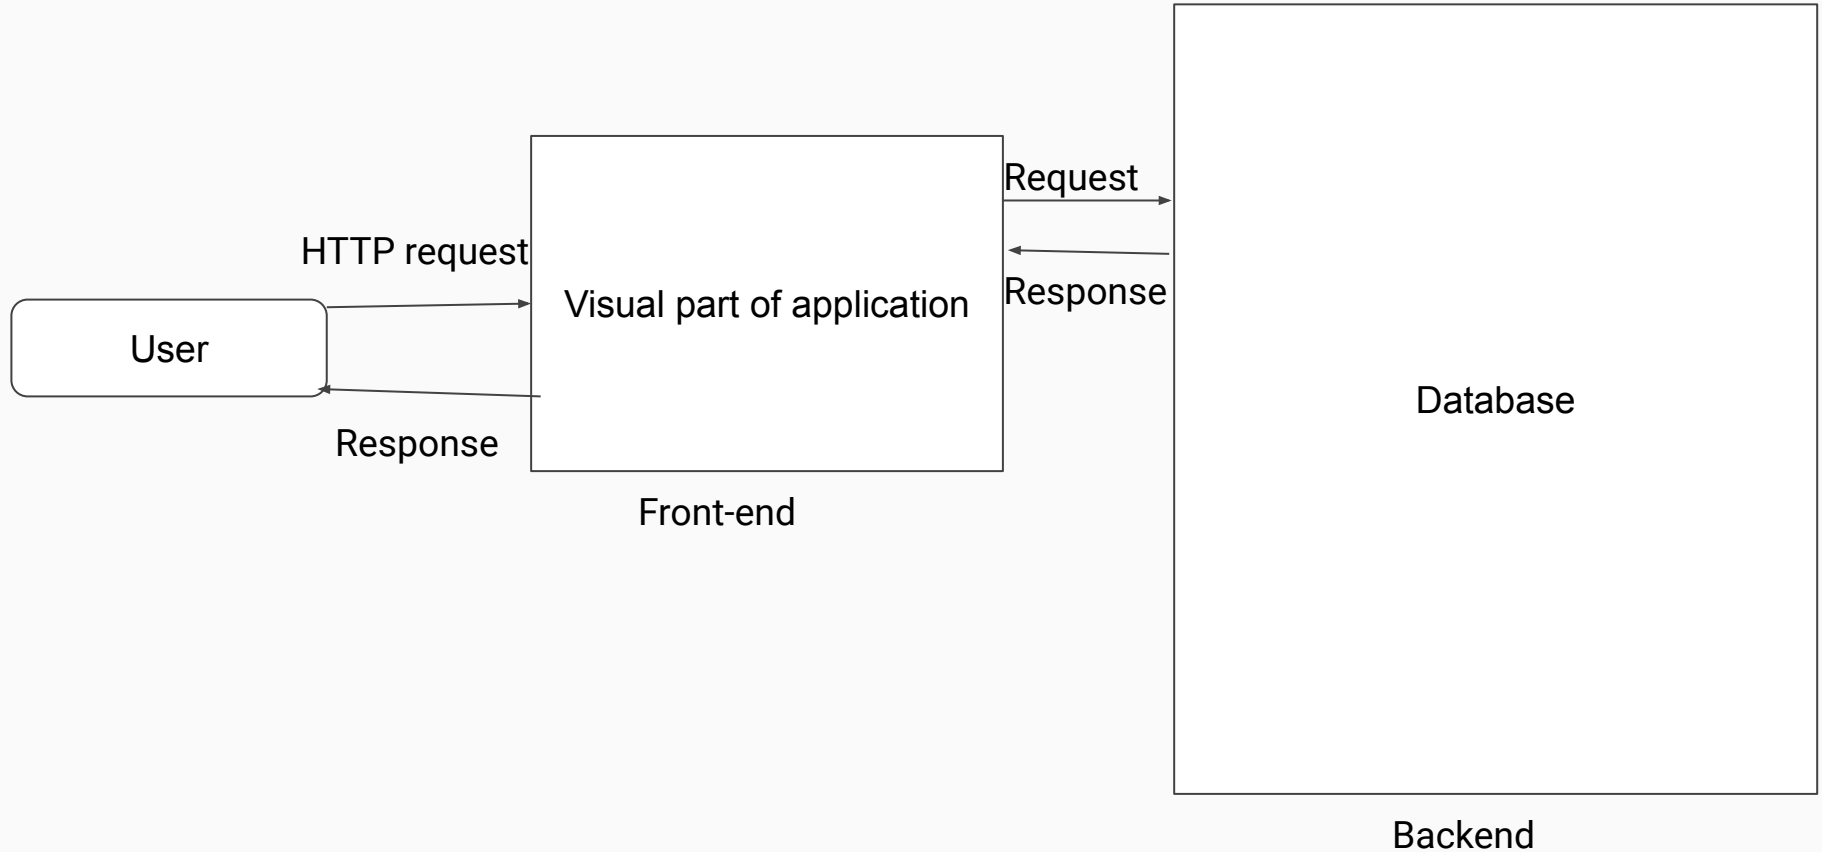 User
HTTP request
Response
Visual part of application
Front-end
Request
Response
Database
Backend